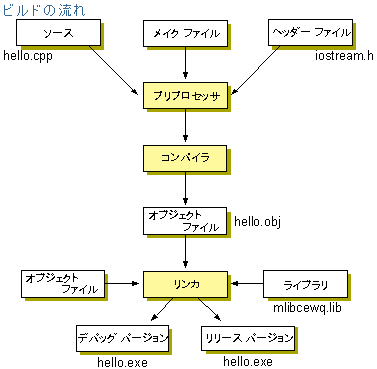 ビルドの流れ
ソース
メイク ファイル
ヘッダー ファイル
hello.cpp
iostream.h
プリプロセッサ
コンパイラ
オブジェクト
ファイル
hello.obj
オブジェクト
ファイル
リンカ
ライブラリ
mlibcewq.lib
デバッグ バージョン
リリース バージョン
hello.exe
hello.exe